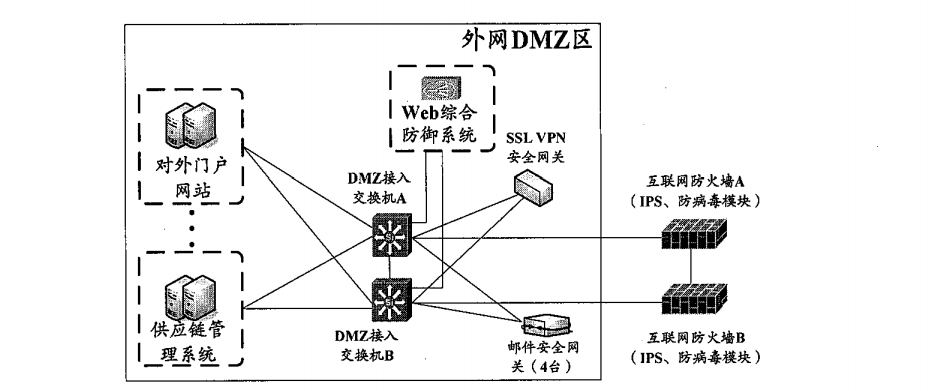 外网DMZ区
Web综合
防御系统
SSL VPN
安全网关
对外门户
网站
DMZ接入
交换机A
互联网防火墙A
（IPS、防病毒模块）
供应链管
理系统
DMZ接入
交换机B
邮件安全网
关（4台）
互联网防火墙B
（IPS、防病毒模块）